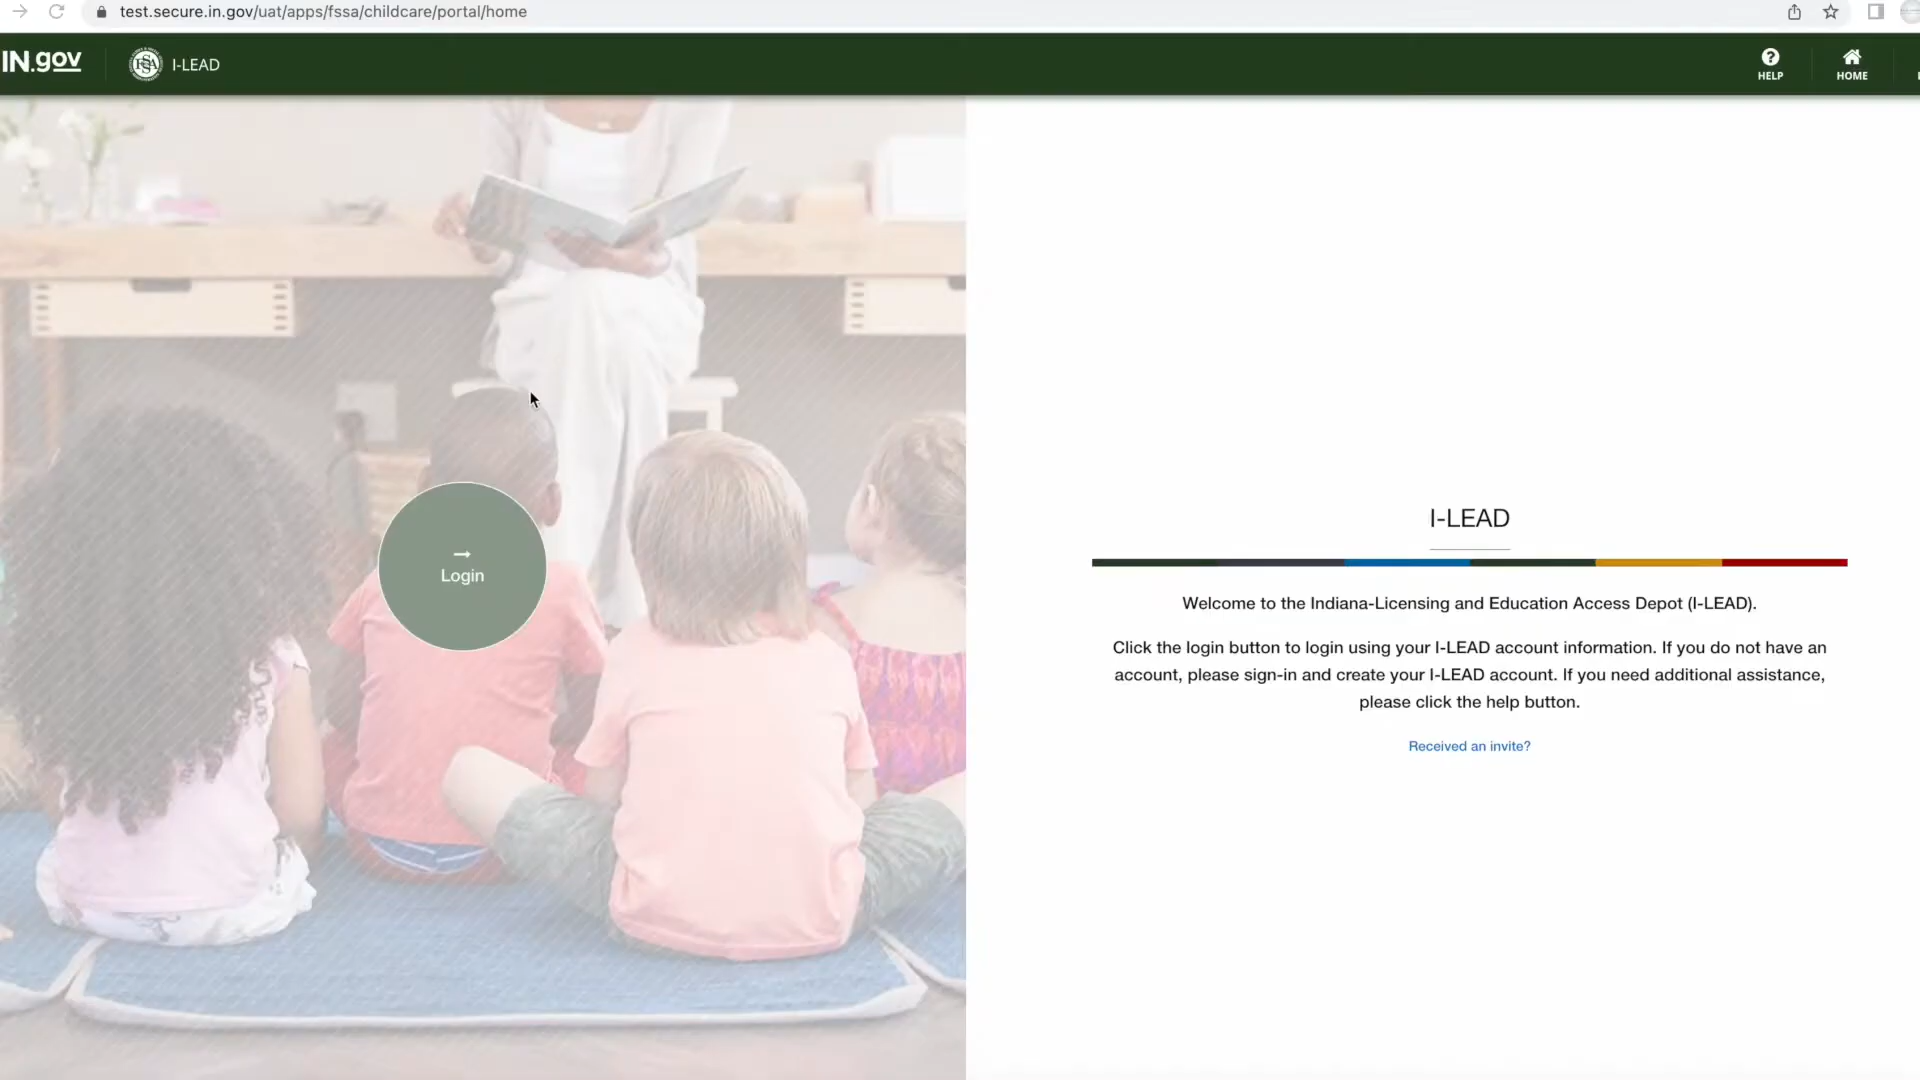 test.secure.in.gov/uat/apps/fssa/childcare/portal/home
IN.gov
I-LEAD
HELP
HOME
Login
I-LEAD
Welcome to the Indiana-Licensing and Education Access Depot (I-LEAD).
Click the login button to login using your I-LEAD account information. If you do not have an
account, please sign-in and create your I-LEAD account. If you need additional assistance,
please click the help button.
Received an invite?